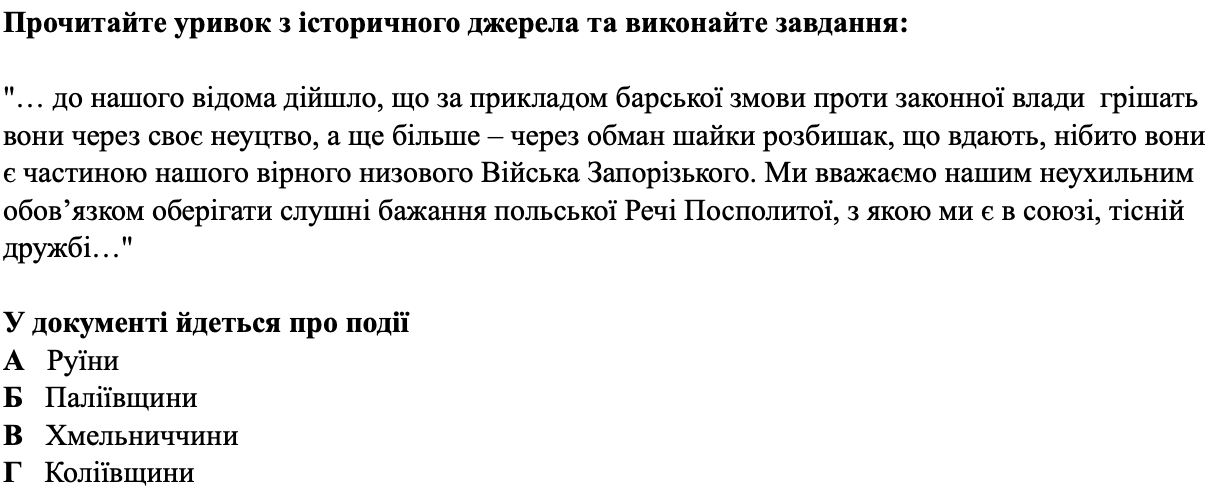 Прочитайте уривок з історичного джерела та виконайте завдання:
"… до нашого відома дійшло, що за прикладом барської змови проти законної влади грішать
вони через своє неуцтво, а ще більше – через обман шайки розбишак, що вдають, нібито вони
є частиною нашого вірного низового Війська Запорізького. Ми вважаємо нашим неухильним
обов’язком оберігати слушні бажання польської Речі Посполитої, з якою ми є в союзі, тісній
дружбі…"
У документі йдеться про події
А Руїни
Б Паліївщини
В Хмельниччини
Г Коліївщини